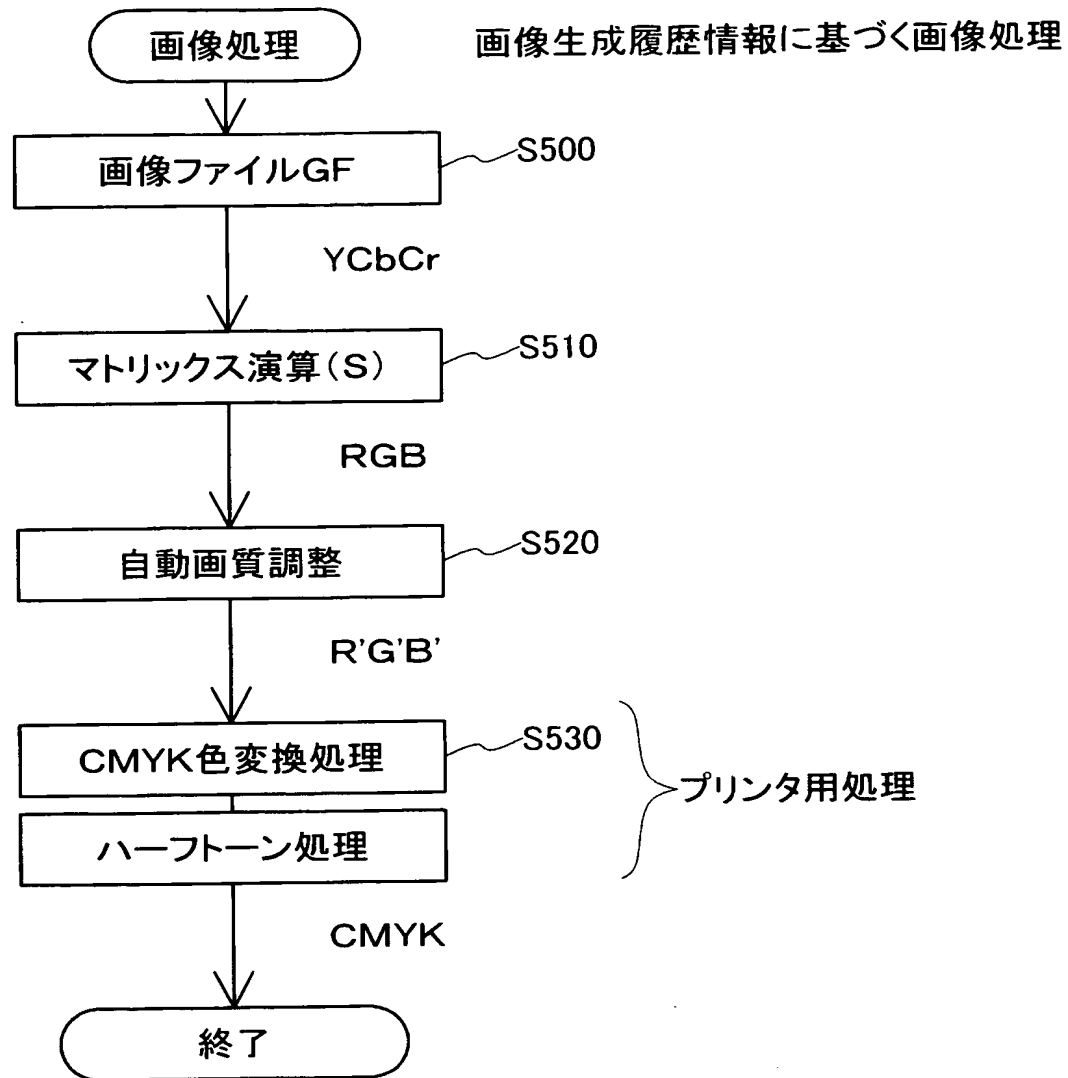 画像処理
画像生成履歴情報に基づく画像処理
画像ファイルGF
S500
YCbCr
マトリックス演算(S)
S510
RGB
自動画質調整
S520
R'G'B'
CMYK色変換処理
S530
プリンタ用処理
ハーフトーン処理
CMYK
終了